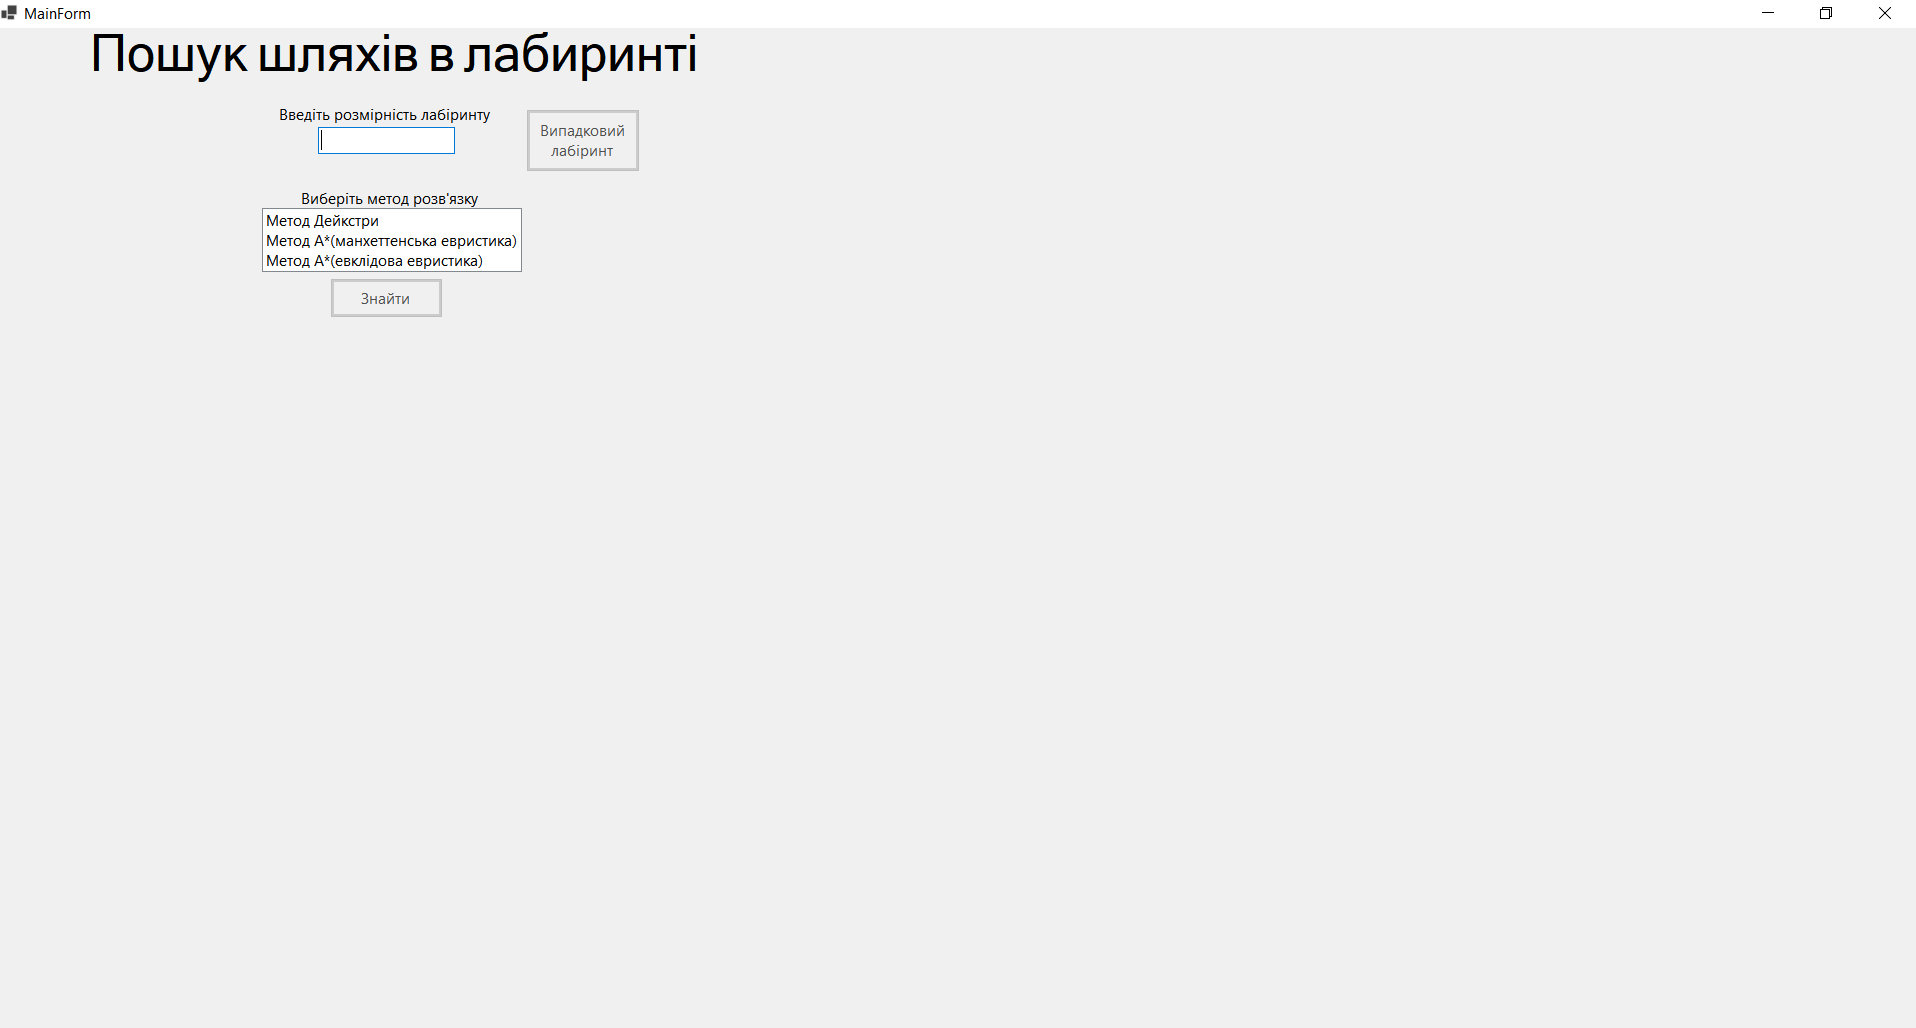 MainForm
Пошук шляхів в лабиринті
Введіть розмірність лабіринту
Випадковий
лабіринт
Виберіть метод розв'язку
Метод Дейкстри
Метод А*(манхеттенська евристика)
Метод А*(евклідова евристика)
Знайти